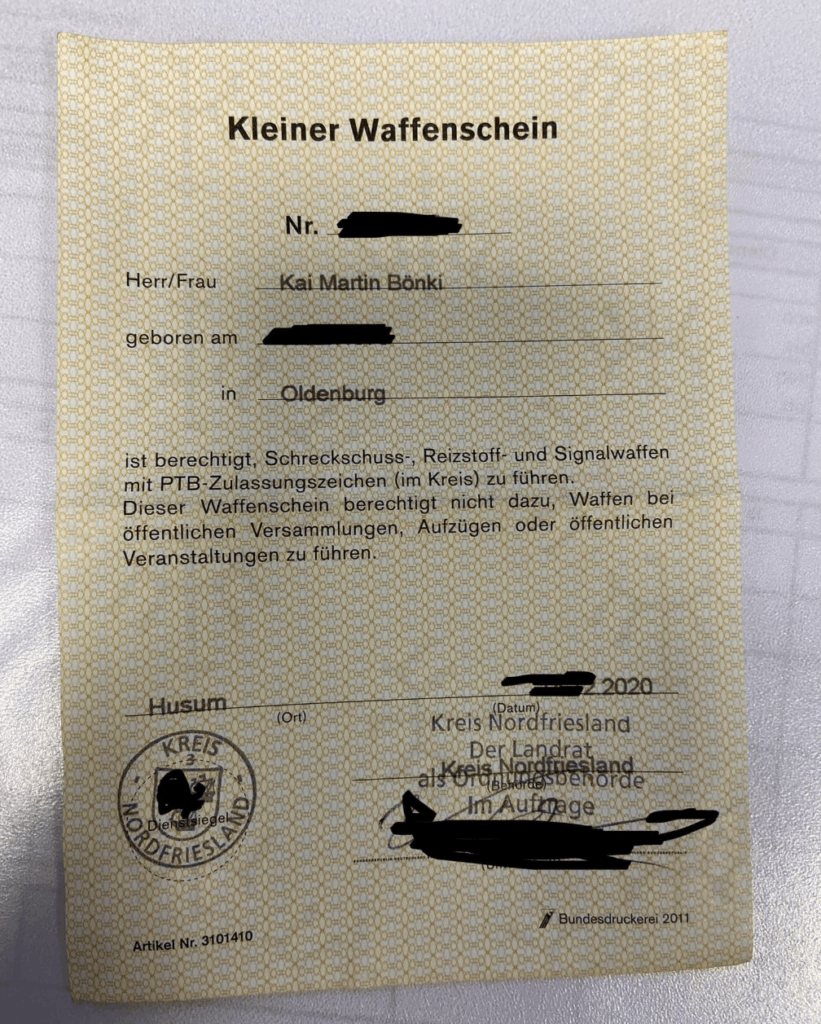 Kleiner Waffenschein
Nr.
Herr/Frau Kai Martin Bönki
geboren am
in Oldenburg
ist berechtigt, Schreckschuss-, Reizstoff- und Signalwaffen
mit PTB-Zulassungszeichen (im Kreis) zu führen.
Dieser Waffenschein berechtigt nicht dazu, Waffen bei
öffentlichen Versammlungen, Aufzügen oder öffentlichen
Veranstaltungen zu führen.
Husum 2020
(Ort) (Datum)
Kreis Nordfriesland
Der Landrat
Kreis Nordfriesland
als Ordnungsbehörde
(Behörde)
Im Auftrage
KREIS
3
Dienstsiegel
NORDFRIESLAND
Bundesdruckerei 2011
Artikel Nr. 3101410